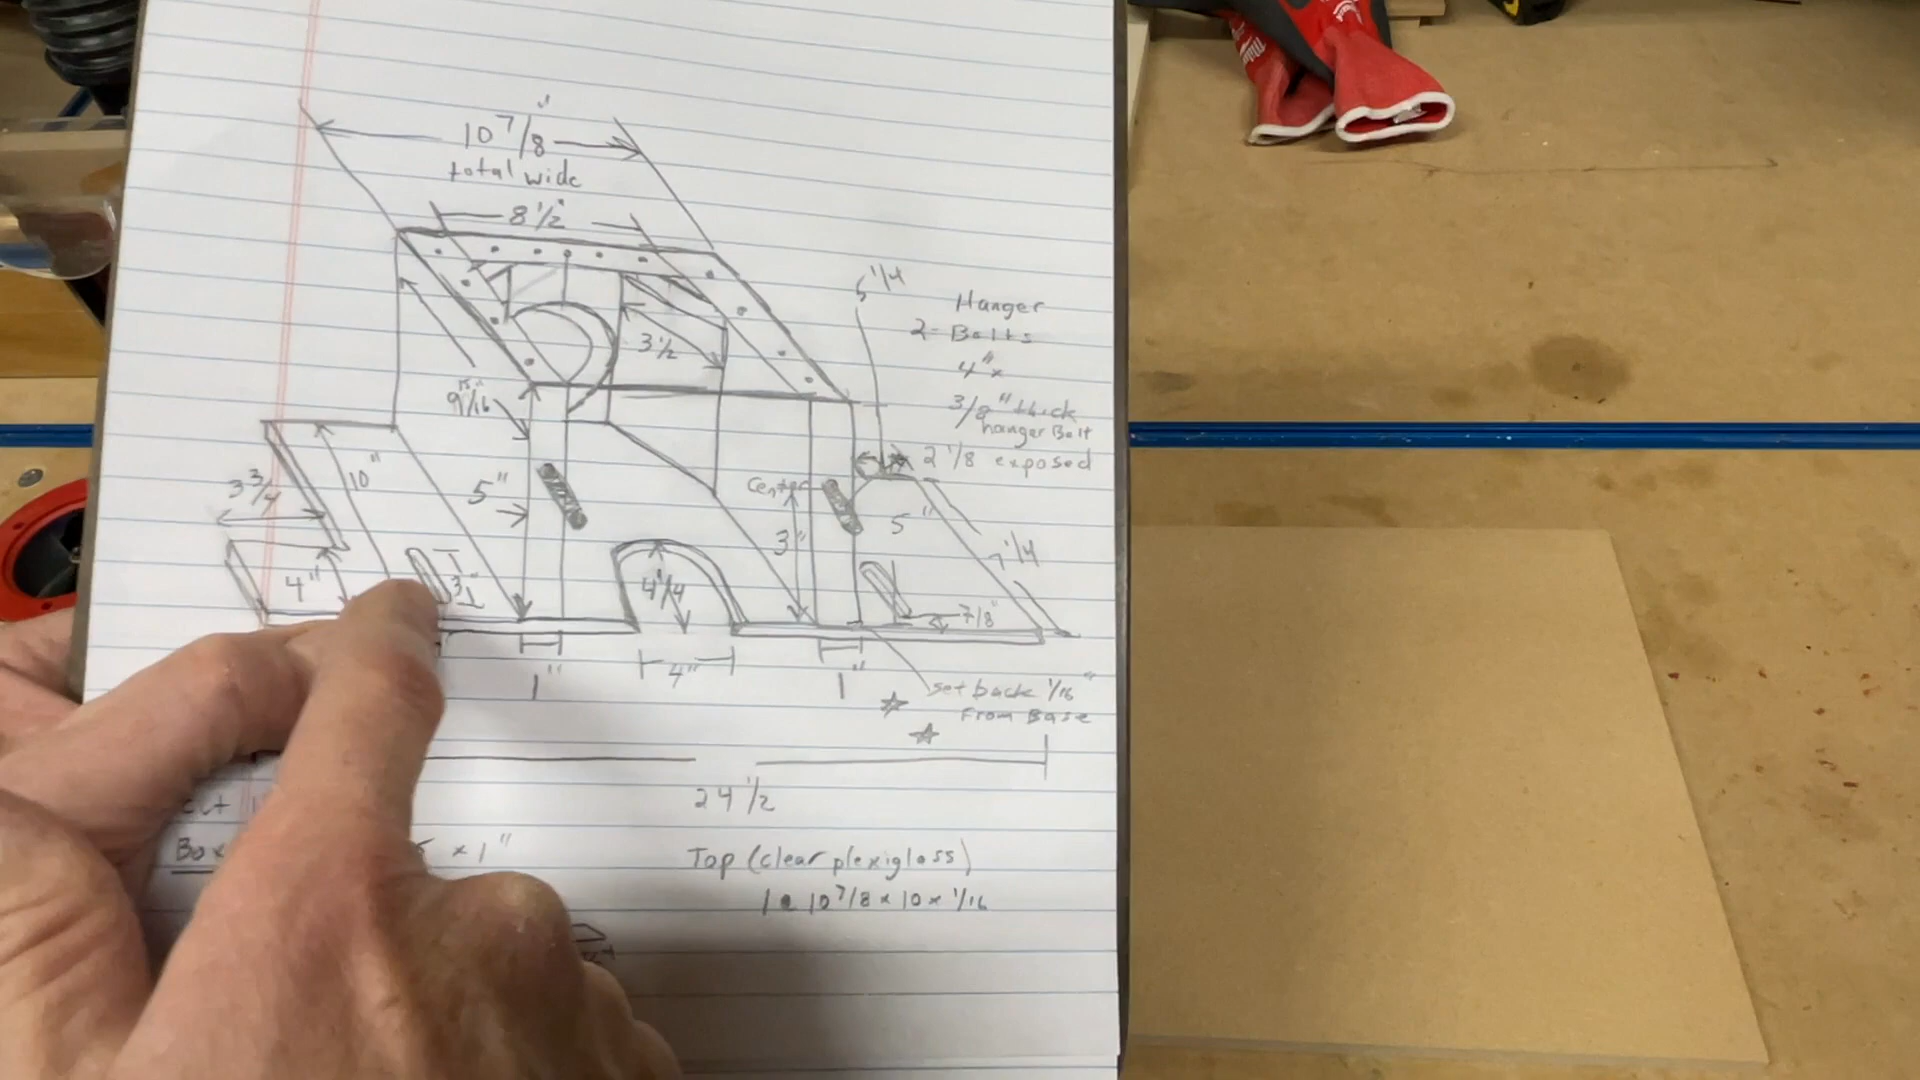 10 7/8"
total wide
8 1/2"
5 1/4
Hanger
2- Bolts
4" x
3/8" thick
hanger Bolt
2 1/8 exposed
3 1/2
9 15/16"
10"
5"
Center
3 3/4
5"
3"
7 1/4
4"
3"
4 1/4
7/8"
1"
4"
1"
set back 1/16"
From Base
24 1/2
cut
Box
x 1"
Top (clear plexiglass)
10 7/8 x 10 x 1/16